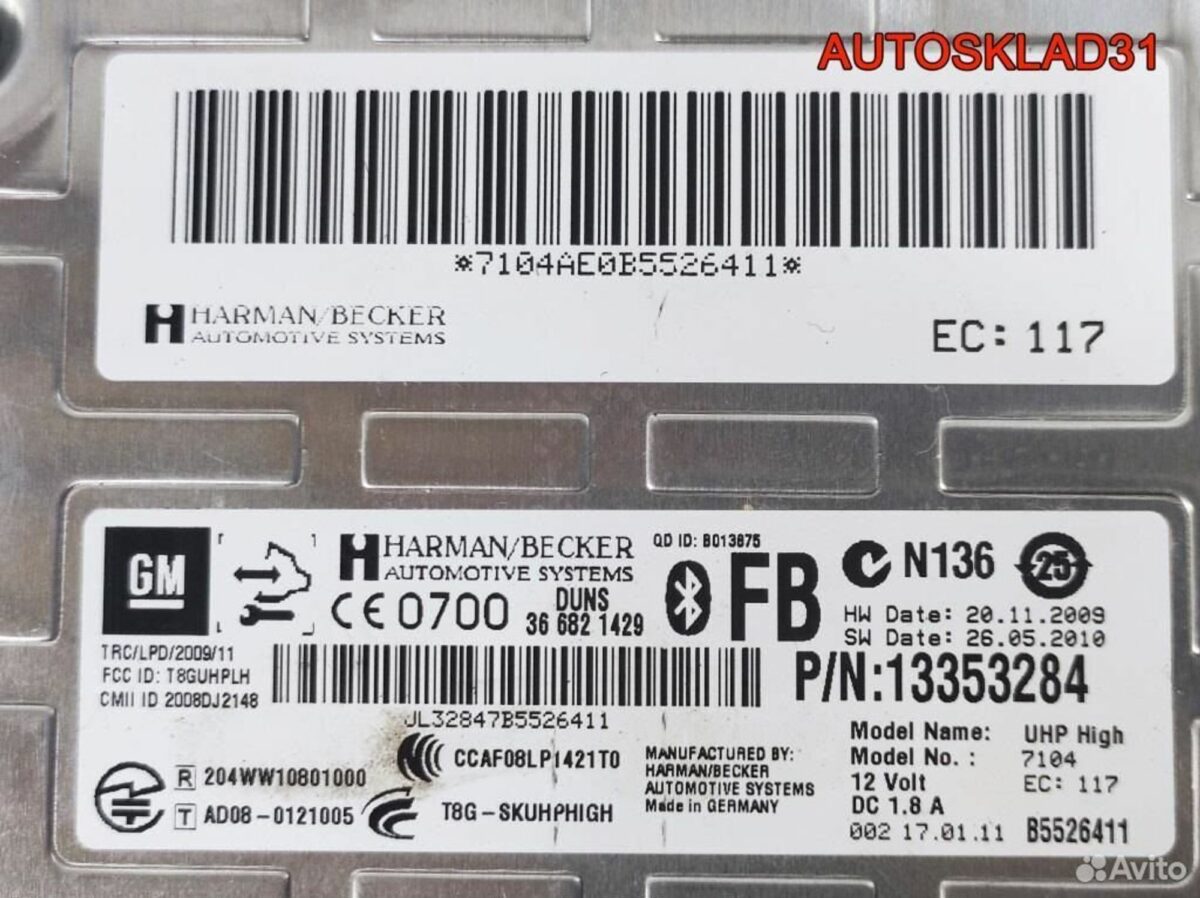 AUTOSKLAD31
*7104AE0B5526411*
HARMAN/BECKER
AUTOMOTIVE SYSTEMS
EC: 117
GM
HARMAN/BECKER
AUTOMOTIVE SYSTEMS
QD ID: B013875
CE 0700
DUNS
36 682 1429
FB
N136
25
HW Date: 20.11.2009
SW Date: 26.05.2010
TRC/LPD/2009/11
FCC ID: T8GUHPLH
CMII ID 2008DJ2148
JL32847B5526411
P/N:13353284
CCAF08LP1421T0
R 204WW10801000
T AD08-0121005
T8G-SKUHPHIGH
MANUFACTURED BY:
HARMAN/BECKER
AUTOMOTIVE SYSTEMS
Made in GERMANY
Model Name: UHP High
Model No.: 7104
12 Volt EC: 117
DC 1.8 A
002 17.01.11 B5526411
Avito